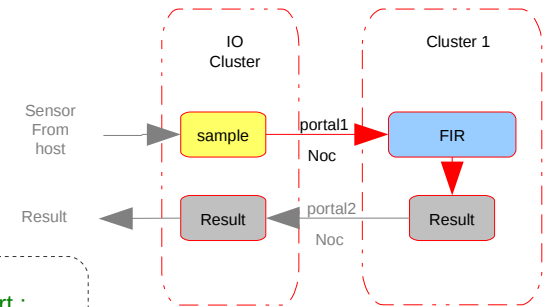 IO
Cluster
Cluster 1
Sensor
From
host
sample
portal1
Noc
FIR
Result
Result
portal2
Noc
Result